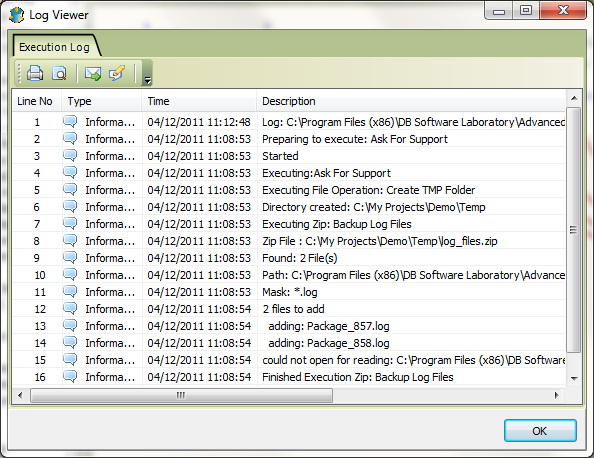 Log Viewer
Execution Log
Line No Type Time Description
1 Informa... 04/12/2011 11:12:48 Log: C:\Program Files (x86)\DB Software Laboratory\Advanced
2 Informa... 04/12/2011 11:08:53 Preparing to execute: Ask For Support
3 Informa... 04/12/2011 11:08:53 Started
4 Informa... 04/12/2011 11:08:53 Executing:Ask For Support
5 Informa... 04/12/2011 11:08:53 Executing File Operation: Create TMP Folder
6 Informa... 04/12/2011 11:08:53 Directory created: C:\My Projects\Demo\Temp
7 Informa... 04/12/2011 11:08:53 Executing Zip: Backup Log Files
8 Informa... 04/12/2011 11:08:53 Zip File : C:\My Projects\Demo\Temp\log_files.zip
9 Informa... 04/12/2011 11:08:53 Found: 2 File(s)
10 Informa... 04/12/2011 11:08:53 Path: C:\Program Files (x86)\DB Software Laboratory\Advance
11 Informa... 04/12/2011 11:08:53 Mask: *.log
12 Informa... 04/12/2011 11:08:54 2 files to add
13 Informa... 04/12/2011 11:08:54 adding: Package_857.log
14 Informa... 04/12/2011 11:08:54 adding: Package_858.log
15 Informa... 04/12/2011 11:08:54 could not open for reading: C:\Program Files (x86)\DB Softwar
16 Informa... 04/12/2011 11:08:54 Finished Execution Zip: Backup Log Files
OK